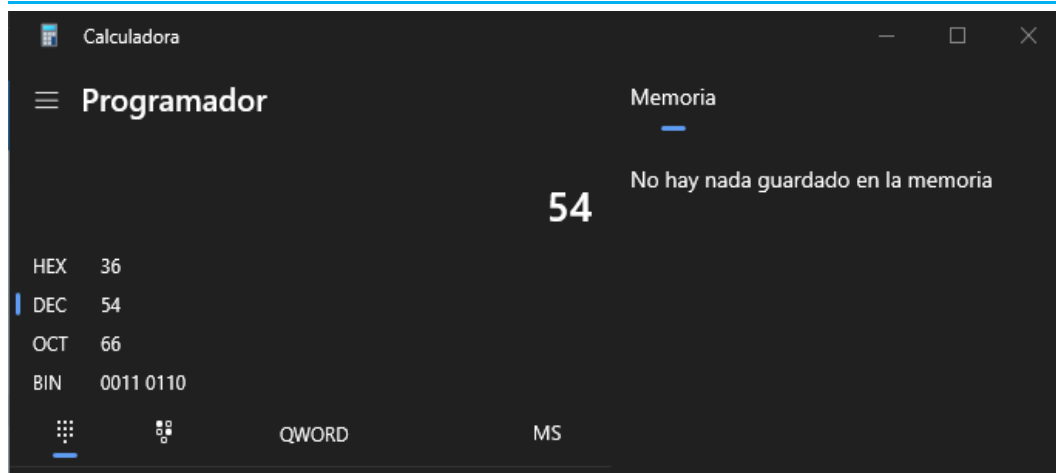 Calculadora
Programador
54
HEX 36
DEC 54
OCT 66
BIN 0011 0110
QWORD MS
Memoria
No hay nada guardado en la memoria